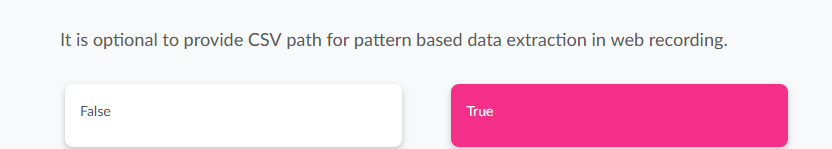 It is optional to provide CSV path for pattern based data extraction in web recording.
False
True